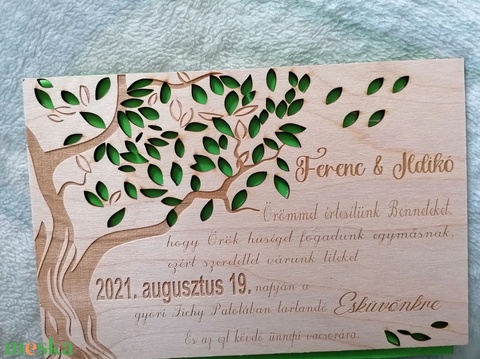 Ferenc & Ildikó
Örömmel értesítünk Benneteket,
hogy Örök hűséget fogadunk egymásnak,
ezért szeretettel várunk titeket
2021. augusztus 19. napján a
győri Zichy Palotában tartandó Esküvőnkre
És az ezt követő ünnepi vacsorára.
meska